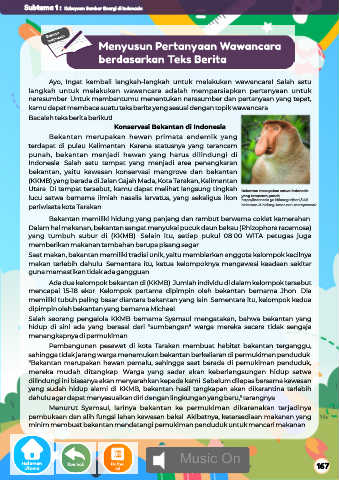 Subtema 1 : Kekayaan Sumber Energi di Indonesia
Menyusun Pertanyaan Wawancara
berdasarkan Teks Berita
Ayo, ingat kembali langkah-langkah untuk melakukan wawancara! Salah satu
langkah untuk melakukan wawancara adalah mempersiapkan pertanyaan untuk
narasumber. Untuk membantumu menentukan narasumber dan pertanyaan yang tepat,
kamu dapat membaca suatu teks berita yang sesuai dengan topik wawancara.
Bacalah teks berita berikut!
Konservasi Bekantan di Indonesia
Bekantan merupakan hewan primata endemik yang
terdapat di pulau Kalimantan. Karena statusnya yang terancam
punah, bekantan menjadi hewan yang harus dilindungi di
Indonesia. Salah satu tempat yang menjadi area penangkaran
bekantan, yaitu kawasan konservasi mangrove dan bekantan
(KKMB) yang berada di Jalan Gajah Mada, Kota Tarakan, Kalimantan
Utara. Di tempat tersebut, kamu dapat melihat langsung tingkah
lucu satwa bernama ilmiah nasalis larvatus, yang sekaligus ikon
pariwisata kota Tarakan.
Bekantan merupakan satwa Indonesia
yang terancam punah
Bekantan memiliki hidung yang panjang dan rambut berwarna coklat kemerahan.
Dalam hal makanan, bekantan sangat menyukai pucuk daun bakau (Rhizophora racemosa)
yang tumbuh subur di (KKMB). Selain itu, setiap pukul 08.00 WITA petugas juga
memberikan makanan tambahan berupa pisang segar.
Saat makan, bekantan memiliki tradisi unik, yaitu membiarkan anggota kelompok kecilnya
makan terlebih dahulu. Sementara itu, ketua kelompoknya mengawasi keadaan sekitar
guna memastikan tidak ada gangguan.
Ada dua kelompok bekantan di (KKMB). Jumlah individu di dalam kelompok tersebut
mencapai 15-18 ekor. Kelompok pertama dipimpin oleh bekantan bernama Jhon. Dia
memiliki tubuh paling besar diantara bekantan yang lain. Sementara itu, kelompok kedua
dipimpin oleh bekantan yang bernama Michael.
Salah seorang pengelola KKMB bernama Syamsul mengatakan, bahwa bekantan yang
hidup di sini ada yang berasal dari "sumbangan" warga mereka secara tidak sengaja
menangkapnya di permukiman.
Pembangunan pesawat di kota Tarakan membuat habitat bekantan terganggu,
sehingga tidak jarang warga menemukan bekantan berkeliaran di permukiman penduduk.
"Bekantan merupakan hewan pemalu, sehingga saat berada di permukiman penduduk,
mereka mudah ditangkap. Warga yang sadar akan keberlangsungan hidup satwa
dilindungi ini biasanya akan menyerahkan kepada kami. Sebelum dilepas bersama kawasan
yang sudah hidup alami di KKMB, bekantan hasil tangkapan akan dikarantina terlebih
dahulu agar dapat menyesuaikan diri dengan lingkungan yang baru," terangnya.
Menurut Syamsul, larinya bekantan ke permukiman dikarenakan terjadinya
pembukaan dan alih fungsi lahan kawasan bakal. Akibatnya, ketersediaan makanan yang
minim membuat bekantan mendatangi pemukiman penduduk untuk mencari makanan.
Halaman
Utama
Music On
167